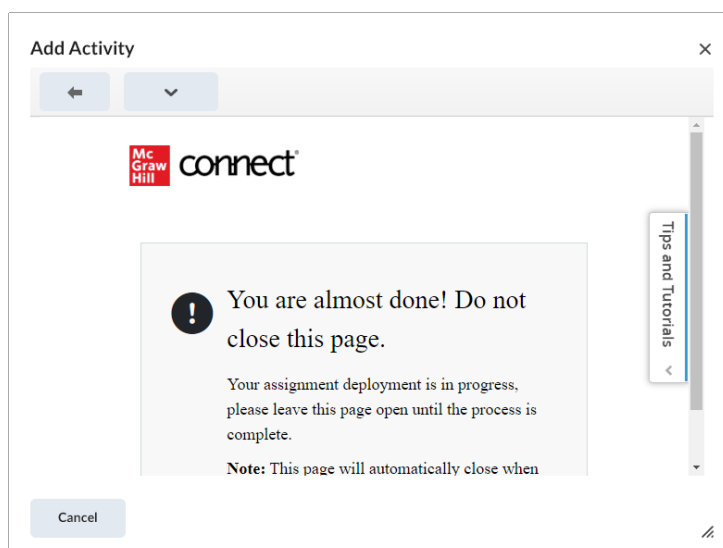 Add Activity
Mc
Graw
Hill
connect®
Tips and Tutorials
You are almost done! Do not
close this page.
Your assignment deployment is in progress,
please leave this page open until the process is
complete.
Note: This page will automatically close when
Cancel